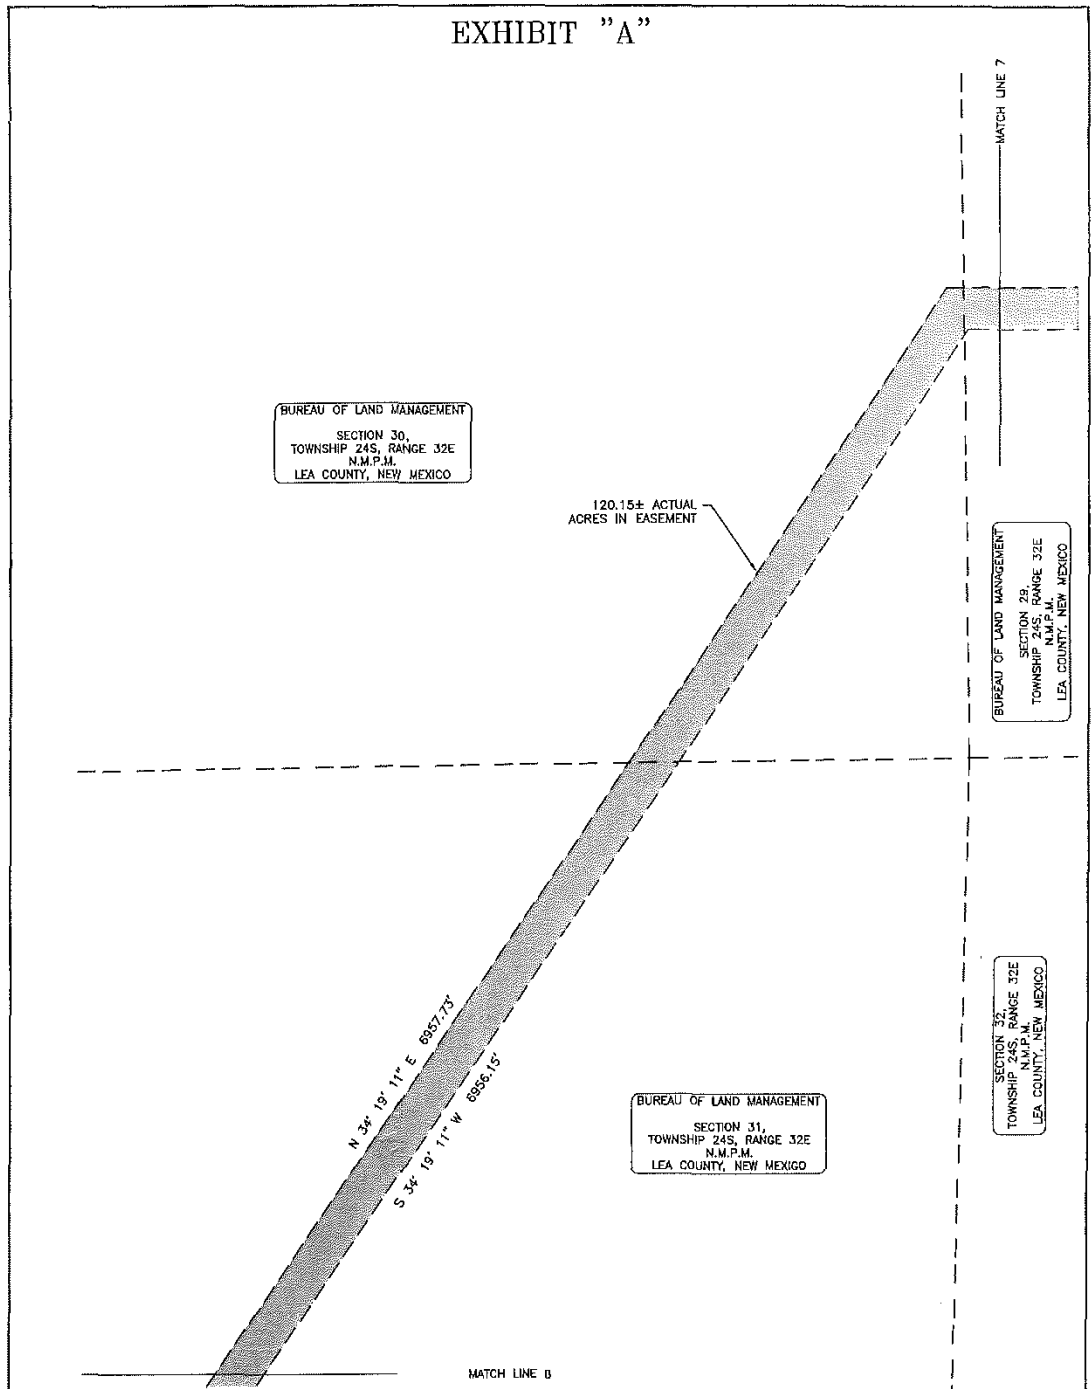 EXHIBIT "A"
MATCH LINE 7
BUREAU OF LAND MANAGEMENT
SECTION 30,
TOWNSHIP 24S, RANGE 32E
N.M.P.M.
LEA COUNTY, NEW MEXICO
120.15± ACTUAL
ACRES IN EASEMENT
BUREAU OF LAND MANAGEMENT
SECTION 29,
TOWNSHIP 24S, RANGE 32E
N.M.P.M.
LEA COUNTY, NEW MEXICO
SECTION 32,
TOWNSHIP 24S, RANGE 32E
N.M.P.M.
LEA COUNTY, NEW MEXICO
N 34° 19' 11" E 6957.73'
S 34° 19' 11" W 6956.15'
BUREAU OF LAND MANAGEMENT
SECTION 31,
TOWNSHIP 24S, RANGE 32E
N.M.P.M.
LEA COUNTY, NEW MEXICO
MATCH LINE 8